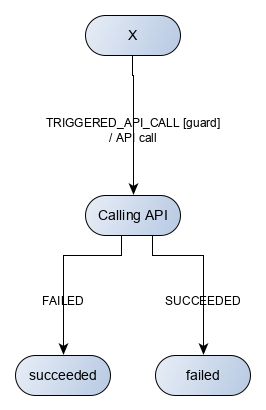 X
TRIGGERED_API_CALL [guard]
/ API call
Calling API
FAILED
SUCCEEDED
succeeded
failed